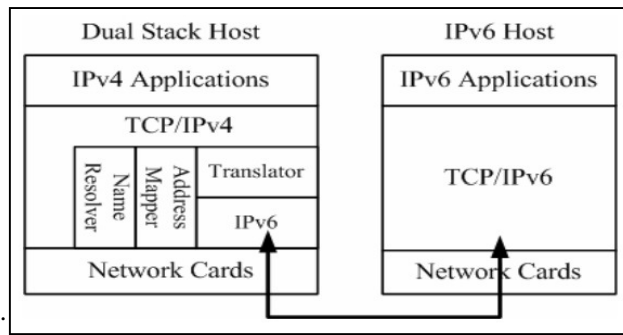 Dual Stack Host
IPv6 Host
IPv4 Applications
IPv6 Applications
TCP/IPv4
Name
Resolver
Address
Mapper
Translator
IPv6
TCP/IPv6
Network Cards
Network Cards
.